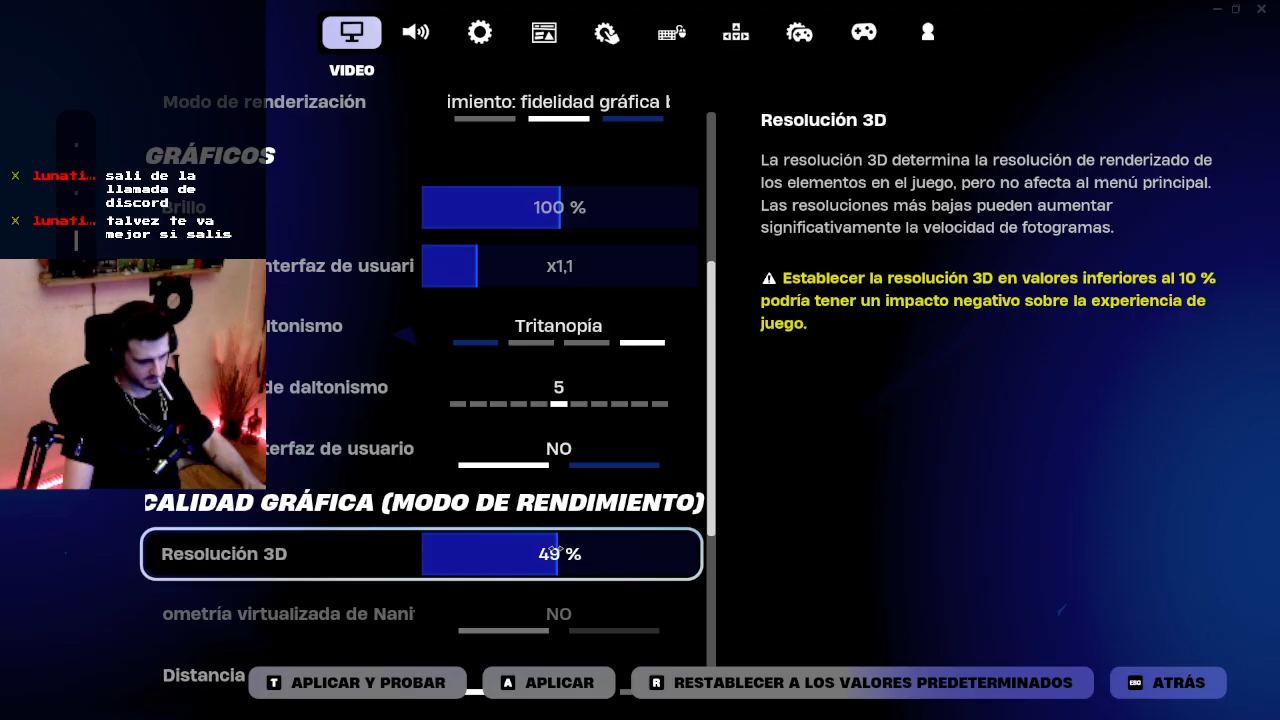 VIDEO
Modo de renderización
imiento: fidelidad gráfica b
GRÁFICOS
X lunati… sali de la
llamada de
discord
X lunati… talvez te va
mejor si salis
Brillo
100 %
nterfaz de usuari
x1,1
altonismo
Tritanopía
de daltonismo
5
terfaz de usuario
NO
CALIDAD GRÁFICA (MODO DE RENDIMIENTO)
Resolución 3D
49 %
ometría virtualizada de Nani
NO
Distancia
Resolución 3D
La resolución 3D determina la resolución de renderizado de
los elementos en el juego, pero no afecta al menú principal.
Las resoluciones más bajas pueden aumentar
significativamente la velocidad de fotogramas.
Establecer la resolución 3D en valores inferiores al 10 %
podría tener un impacto negativo sobre la experiencia de
juego.
T APLICAR Y PROBAR
A APLICAR
R RESTABLECER A LOS VALORES PREDETERMINADOS
ESC ATRÁS